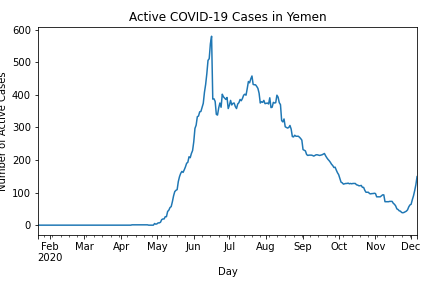 Active COVID-19 Cases in Yemen
Number of Active Cases
600
500
400
300
200
100
0
Feb Mar Apr May Jun Jul Aug Sep Oct Nov Dec
2020
Day